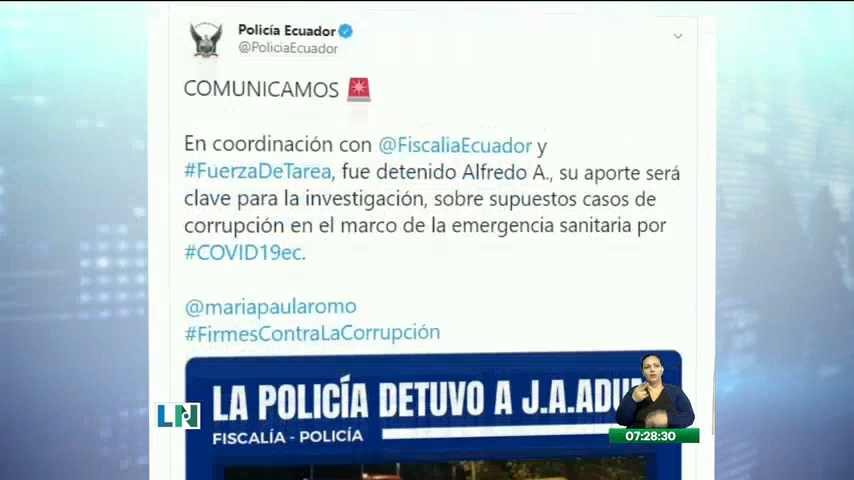 Policía Ecuador
@PoliciaEcuador
COMUNICAMOS
En coordinación con @FiscaliaEcuador y
#FuerzaDeTarea, fue detenido Alfredo A., su aporte será
clave para la investigación, sobre supuestos casos de
corrupción en el marco de la emergencia sanitaria por
#COVID19ec.
@mariapaularomo
#FirmesContraLaCorrupción
LA POLICÍA DETUVO A J.A.ADU
FISCALÍA - POLICÍA
LN
07:28:30